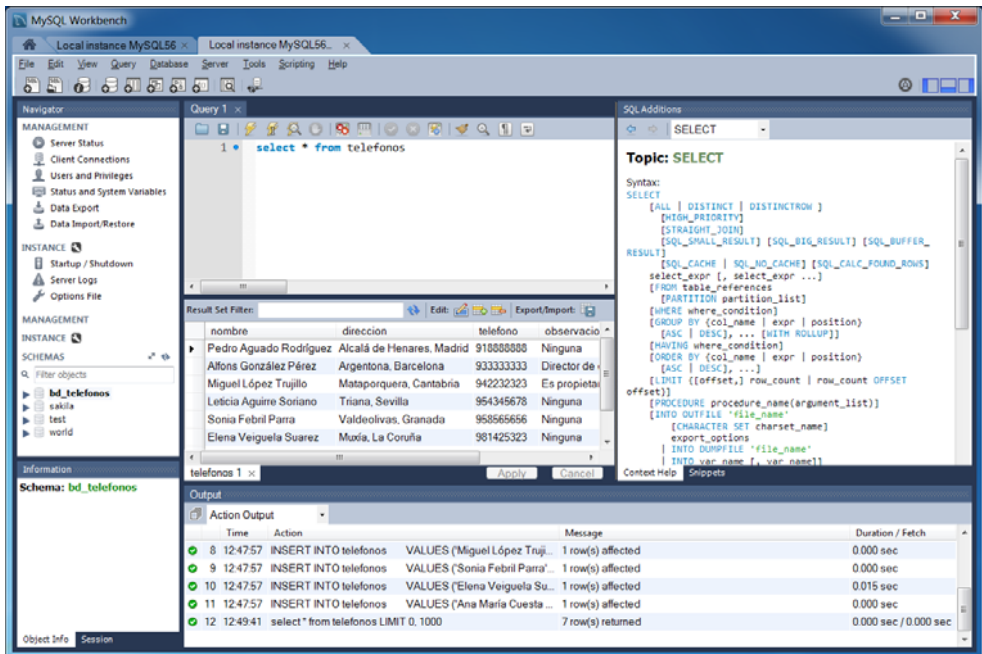 MySQL Workbench
Local instance MySQL56 ×
Local instance MySQL56... ×
File Edit View Query Database Server Tools Scripting Help
Navigator
MANAGEMENT
Server Status
Client Connections
Users and Privileges
Status and System Variables
Data Export
Data Import/Restore
INSTANCE
Startup / Shutdown
Server Logs
Options File
MANAGEMENT
INSTANCE
SCHEMAS
Filter objects
bd_telefonos
sakila
test
world
Information
Schema: bd_telefonos
Object Info Session
Query 1 ×
1 select * from telefonos
Result Set Filter: Edit: Export/Import:
nombre direccion telefono observacio
Pedro Aguado Rodríguez Alcalá de Henares, Madrid 918888888 Ninguna
Alfons González Pérez Argentona, Barcelona 933333333 Director de
Miguel López Trujillo Mataporquera, Cantabria 942232323 Es propietai
Leticia Aguirre Soriano Triana, Sevilla 954345678 Ninguna
Sonia Febril Parra Valdeolivas, Granada 958565656 Ninguna
Elena Veiguela Suarez Muxía, La Coruña 981425323 Ninguna
telefonos 1 × Apply Cancel
SQL Additions
SELECT
Topic: SELECT
Syntax:
SELECT
[ALL | DISTINCT | DISTINCTROW ]
[HIGH_PRIORITY]
[STRAIGHT_JOIN]
[SQL_SMALL_RESULT] [SQL_BIG_RESULT] [SQL_BUFFER_
RESULT]
[SQL_CACHE | SQL_NO_CACHE] [SQL_CALC_FOUND_ROWS]
select_expr [, select_expr ...]
[FROM table_references
[PARTITION partition_list]
[WHERE where_condition]
[GROUP BY {col_name | expr | position}
[ASC | DESC], ... [WITH ROLLUP]]
[HAVING where_condition]
[ORDER BY {col_name | expr | position}
[ASC | DESC], ...]
[LIMIT {[offset,] row_count | row_count OFFSET
offset}]
[PROCEDURE procedure_name(argument_list)]
[INTO OUTFILE 'file_name'
[CHARACTER SET charset_name]
export_options
| INTO DUMPFILE 'file_name'
| INTO var_name [, var_name]]
Context Help Snippets
Output
Action Output
Time Action Message Duration / Fetch
8 12:47:57 INSERT INTO telefonos VALUES ('Miguel López Truji... 1 row(s) affected 0.000 sec
9 12:47:57 INSERT INTO telefonos VALUES ('Sonia Febril Parra'... 1 row(s) affected 0.000 sec
10 12:47:57 INSERT INTO telefonos VALUES ('Elena Veiguela Su... 1 row(s) affected 0.015 sec
11 12:47:57 INSERT INTO telefonos VALUES ('Ana María Cuesta ... 1 row(s) affected 0.000 sec
12 12:49:41 select * from telefonos LIMIT 0, 1000 7 row(s) returned 0.000 sec / 0.000 sec